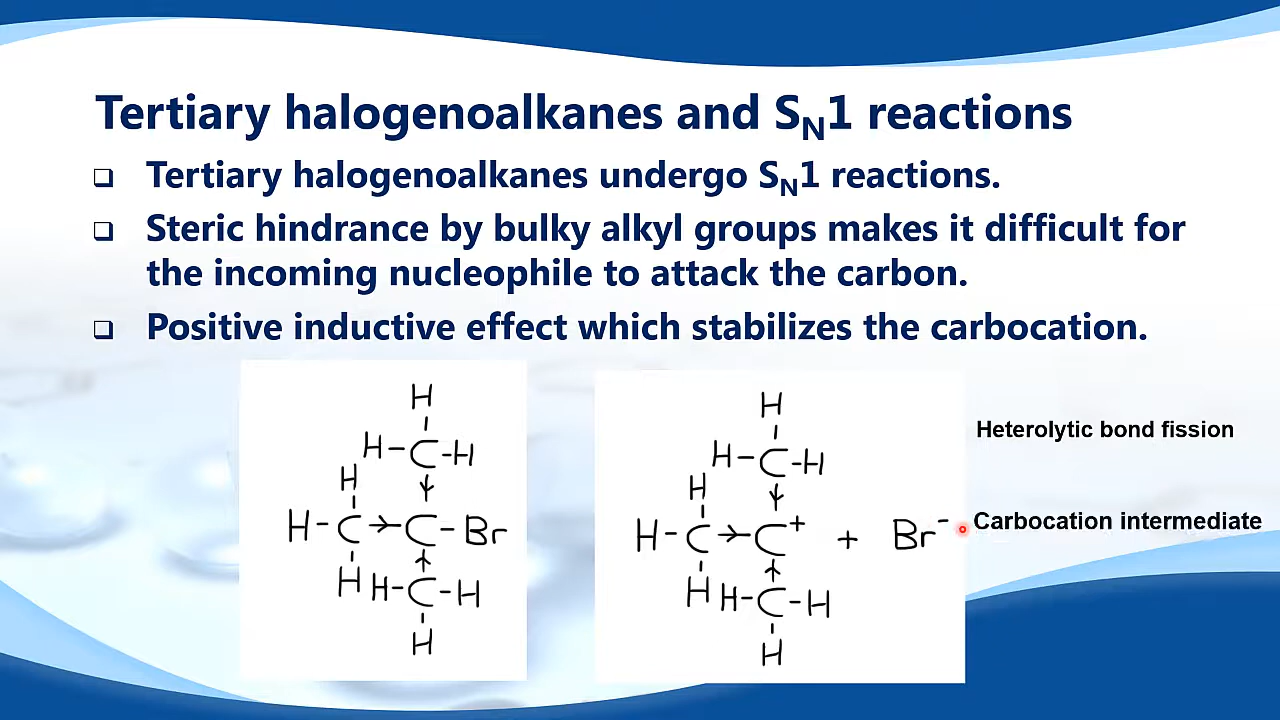 Tertiary halogenoalkanes and SN1 reactions
❑ Tertiary halogenoalkanes undergo SN1 reactions.
❑ Steric hindrance by bulky alkyl groups makes it difficult for
the incoming nucleophile to attack the carbon.
❑ Positive inductive effect which stabilizes the carbocation.
H
H-C-H
H
H-C→C-Br
H H-C-H
H
H
H-C-H
H
H-C→C+ + Br-
H H-C-H
H
Heterolytic bond fission
Carbocation intermediate